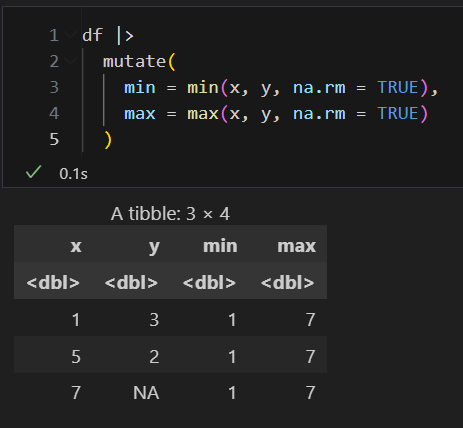 1 df |>
2 mutate(
3 min = min(x, y, na.rm = TRUE),
4 max = max(x, y, na.rm = TRUE)
5 )
0.1s
A tibble: 3 × 4
x y min max
<dbl> <dbl> <dbl> <dbl>
1 3 1 7
5 2 1 7
7 NA 1 7